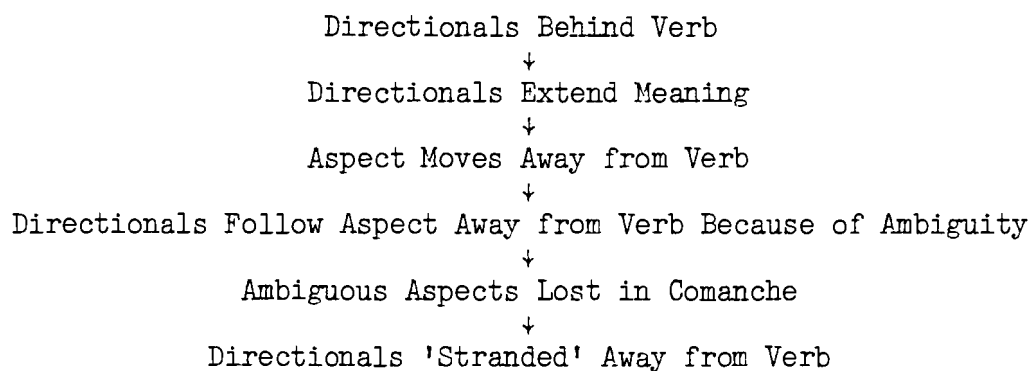 Directionals Behind Verb
↓
Directionals Extend Meaning
↓
Aspect Moves Away from Verb
↓
Directionals Follow Aspect Away from Verb Because of Ambiguity
↓
Ambiguous Aspects Lost in Comanche
↓
Directionals 'Stranded' Away from Verb